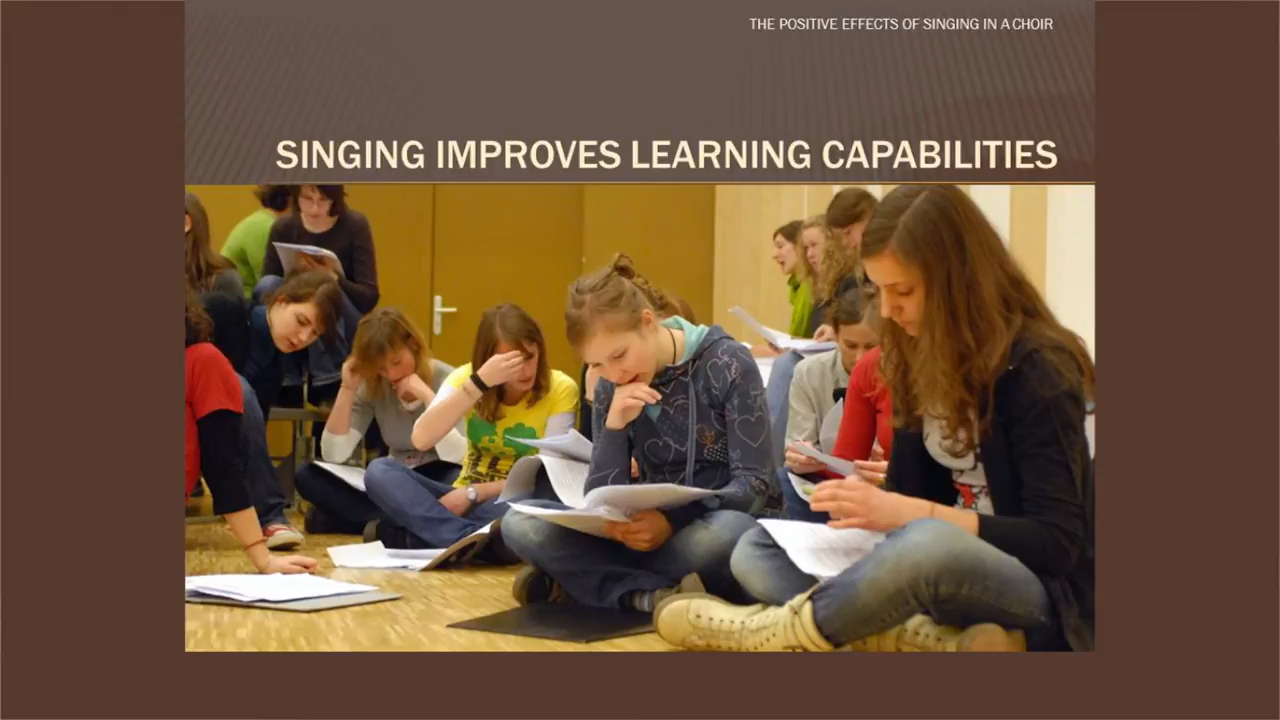 THE POSITIVE EFFECTS OF SINGING IN A CHOIR
SINGING IMPROVES LEARNING CAPABILITIES